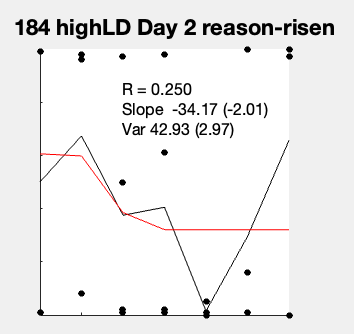 184 highLD Day 2 reason-risen
R = 0.250
Slope -34.17 (-2.01)
Var 42.93 (2.97)